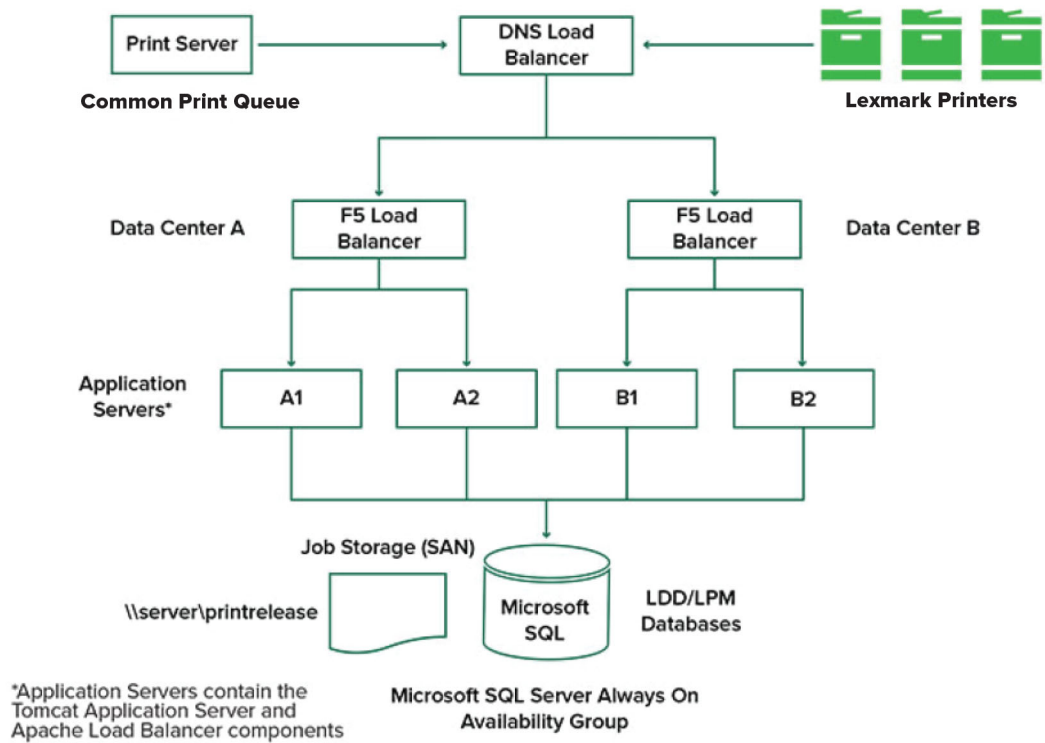 Print Server
DNS Load
Balancer
Common Print Queue
Lexmark Printers
Data Center A
F5 Load
Balancer
F5 Load
Balancer
Data Center B
Application
Servers*
A1
A2
B1
B2
Job Storage (SAN)
\\server\printrelease
Microsoft
SQL
LDD/LPM
Databases
*Application Servers contain the
Tomcat Application Server and
Apache Load Balancer components
Microsoft SQL Server Always On
Availability Group